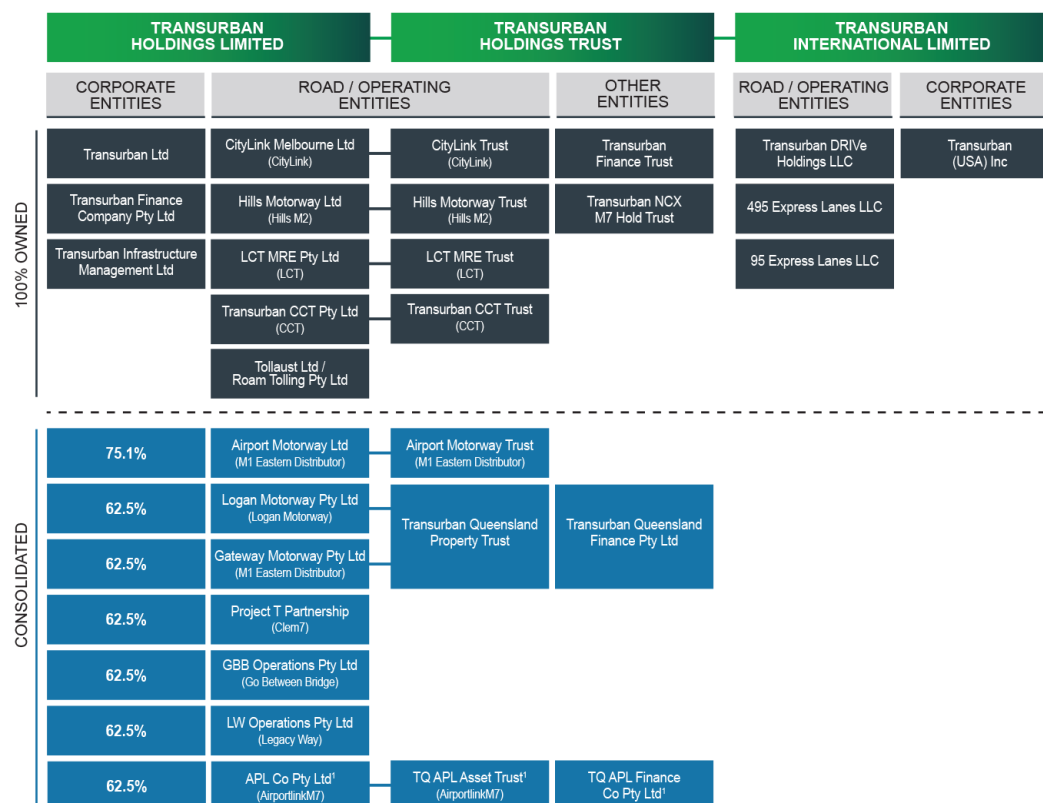 TRANSURBAN
HOLDINGS LIMITED
TRANSURBAN
HOLDINGS TRUST
TRANSURBAN
INTERNATIONAL LIMITED
CORPORATE
ENTITIES
ROAD / OPERATING
ENTITIES
OTHER
ENTITIES
ROAD / OPERATING
ENTITIES
CORPORATE
ENTITIES
100% OWNED
Transurban Ltd
CityLink Melbourne Ltd
(CityLink)
CityLink Trust
(CityLink)
Transurban
Finance Trust
Transurban DRIVe
Holdings LLC
Transurban
(USA) Inc
Transurban Finance
Company Pty Ltd
Hills Motorway Ltd
(Hills M2)
Hills Motorway Trust
(Hills M2)
Transurban NCX
M7 Hold Trust
495 Express Lanes LLC
Transurban Infrastructure
Management Ltd
LCT MRE Pty Ltd
(LCT)
LCT MRE Trust
(LCT)
95 Express Lanes LLC
Transurban CCT Pty Ltd
(CCT)
Transurban CCT Trust
(CCT)
Tollaust Ltd /
Roam Tolling Pty Ltd
CONSOLIDATED
75.1%
Airport Motorway Ltd
(M1 Eastern Distributor)
Airport Motorway Trust
(M1 Eastern Distributor)
62.5%
Logan Motorway Pty Ltd
(Logan Motorway)
Transurban Queensland
Property Trust
Transurban Queensland
Finance Pty Ltd
62.5%
Gateway Motorway Pty Ltd
(M1 Eastern Distributor)
62.5%
Project T Partnership
(Clem7)
62.5%
GBB Operations Pty Ltd
(Go Between Bridge)
62.5%
LW Operations Pty Ltd
(Legacy Way)
62.5%
APL Co Pty Ltd¹
(AirportlinkM7)
TQ APL Asset Trust¹
(AirportlinkM7)
TQ APL Finance
Co Pty Ltd¹